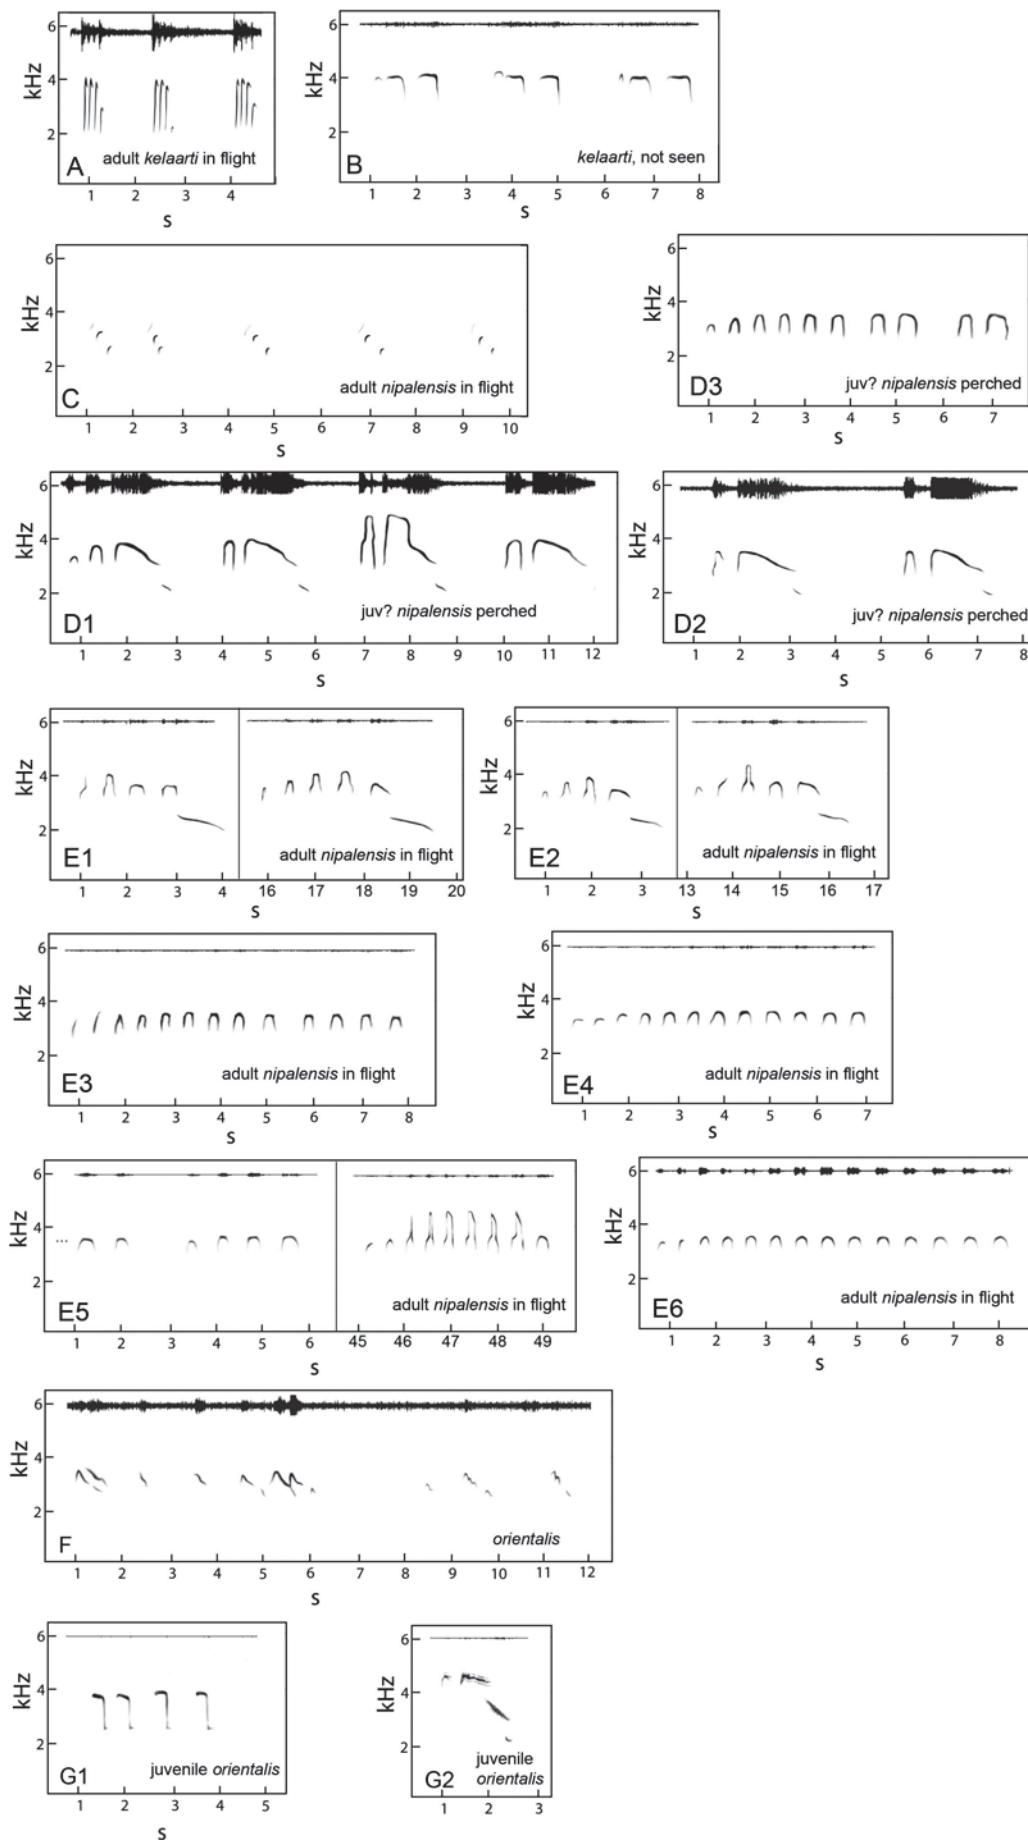 6
4
2
kHz
A
adult kelaarti in flight
1 2 3 4
s
6
4
2
kHz
B
kelaarti, not seen
1 2 3 4 5 6 7 8
s
6
4
2
kHz
C
adult nipalensis in flight
1 2 3 4 5 6 7 8 9 10
s
6
4
2
kHz
D3
juv? nipalensis perched
1 2 3 4 5 6 7
s
6
4
2
kHz
D1
juv? nipalensis perched
1 2 3 4 5 6 7 8 9 10 11 12
s
6
4
2
kHz
D2
juv? nipalensis perched
1 2 3 4 5 6 7 8
s
6
4
2
kHz
E1
adult nipalensis in flight
1 2 3 4 16 17 18 19 20
s
6
4
2
kHz
E2
adult nipalensis in flight
1 2 3 13 14 15 16 17
s
6
4
2
kHz
E3
adult nipalensis in flight
1 2 3 4 5 6 7 8
s
6
4
2
kHz
E4
adult nipalensis in flight
1 2 3 4 5 6 7
s
6
4
2
kHz
...
E5
adult nipalensis in flight
1 2 3 4 5 6 45 46 47 48 49
s
6
4
2
kHz
E6
adult nipalensis in flight
1 2 3 4 5 6 7 8
s
6
4
2
kHz
F
orientalis
1 2 3 4 5 6 7 8 9 10 11 12
s
6
4
2
kHz
G1
juvenile orientalis
1 2 3 4 5
s
6
4
2
kHz
G2
juvenile
orientalis
1 2 3